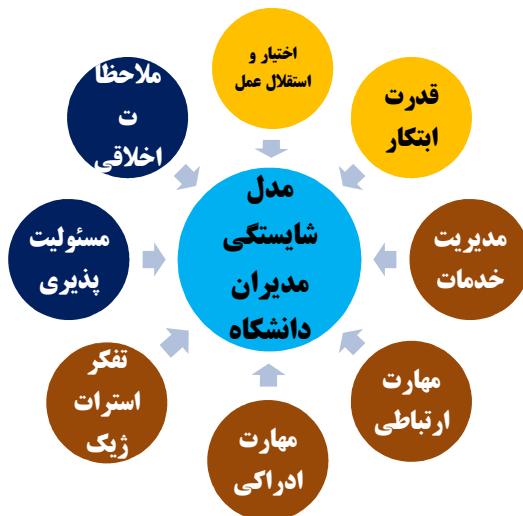 اختیار و
استقلال عمل
قدرت
ابتکار
مدیریت
خدمات
مهارت
ارتباطی
مهارت
ادراکی
تفکر
استرات
ژیک
مسئولیت
پذیری
ملاحظا
ت
اخلاقی
مدل
شایستگی
مدیران
دانشگاه